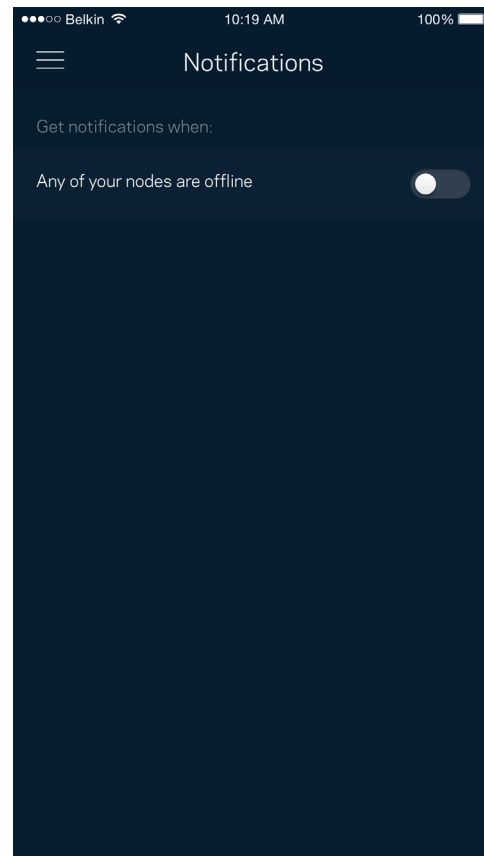 Belkin 10:19 AM 100%
Notifications
Get notifications when:
Any of your nodes are offline